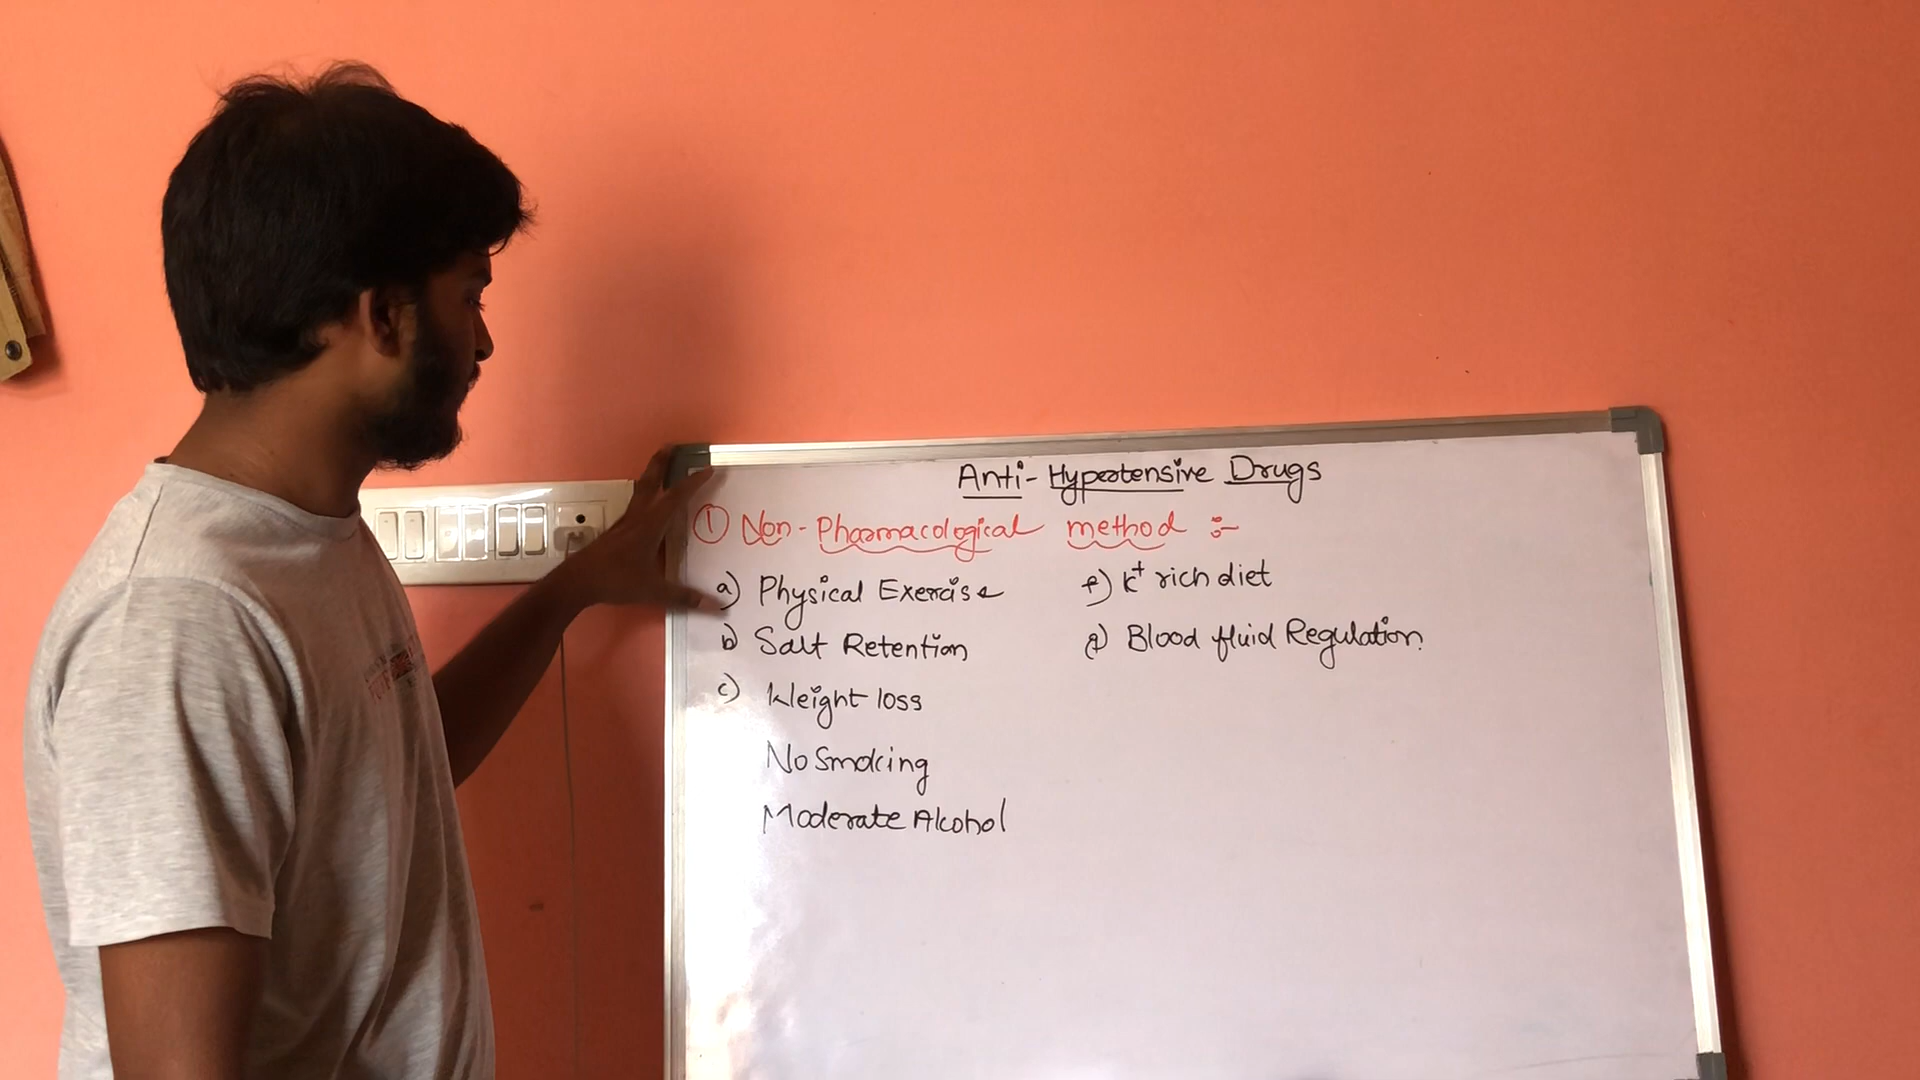 Anti-Hypertensive Drugs
① Non-Pharmacological method :-
a) Physical Exercise
b) Salt Retention
c) Weight loss
No Smoking
Moderate Alcohol
f) K⁺ rich diet
g) Blood fluid Regulation.